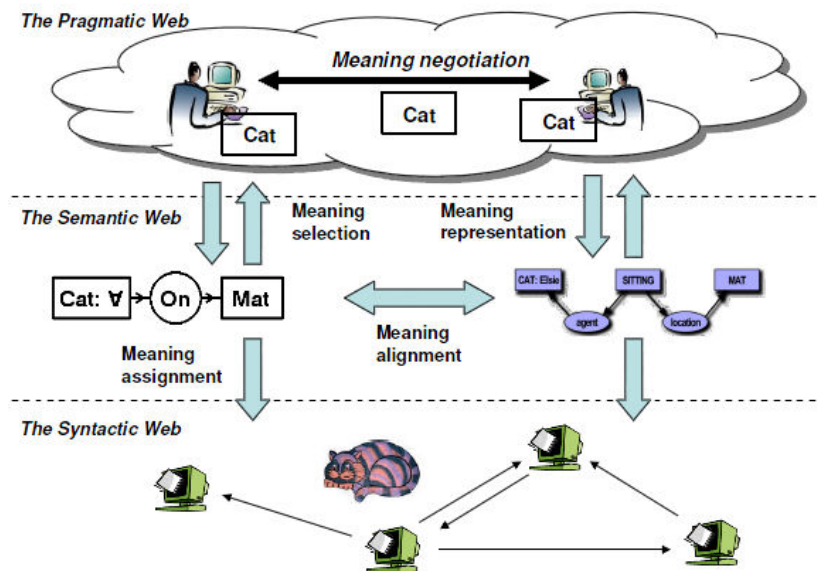 The Pragmatic Web
Meaning negotiation
Cat
Cat
Cat
The Semantic Web
Meaning
selection
Meaning
representation
Cat: ∀
On
Mat
CAT: Elsie
SITTING
MAT
agent
location
Meaning
alignment
Meaning
assignment
The Syntactic Web